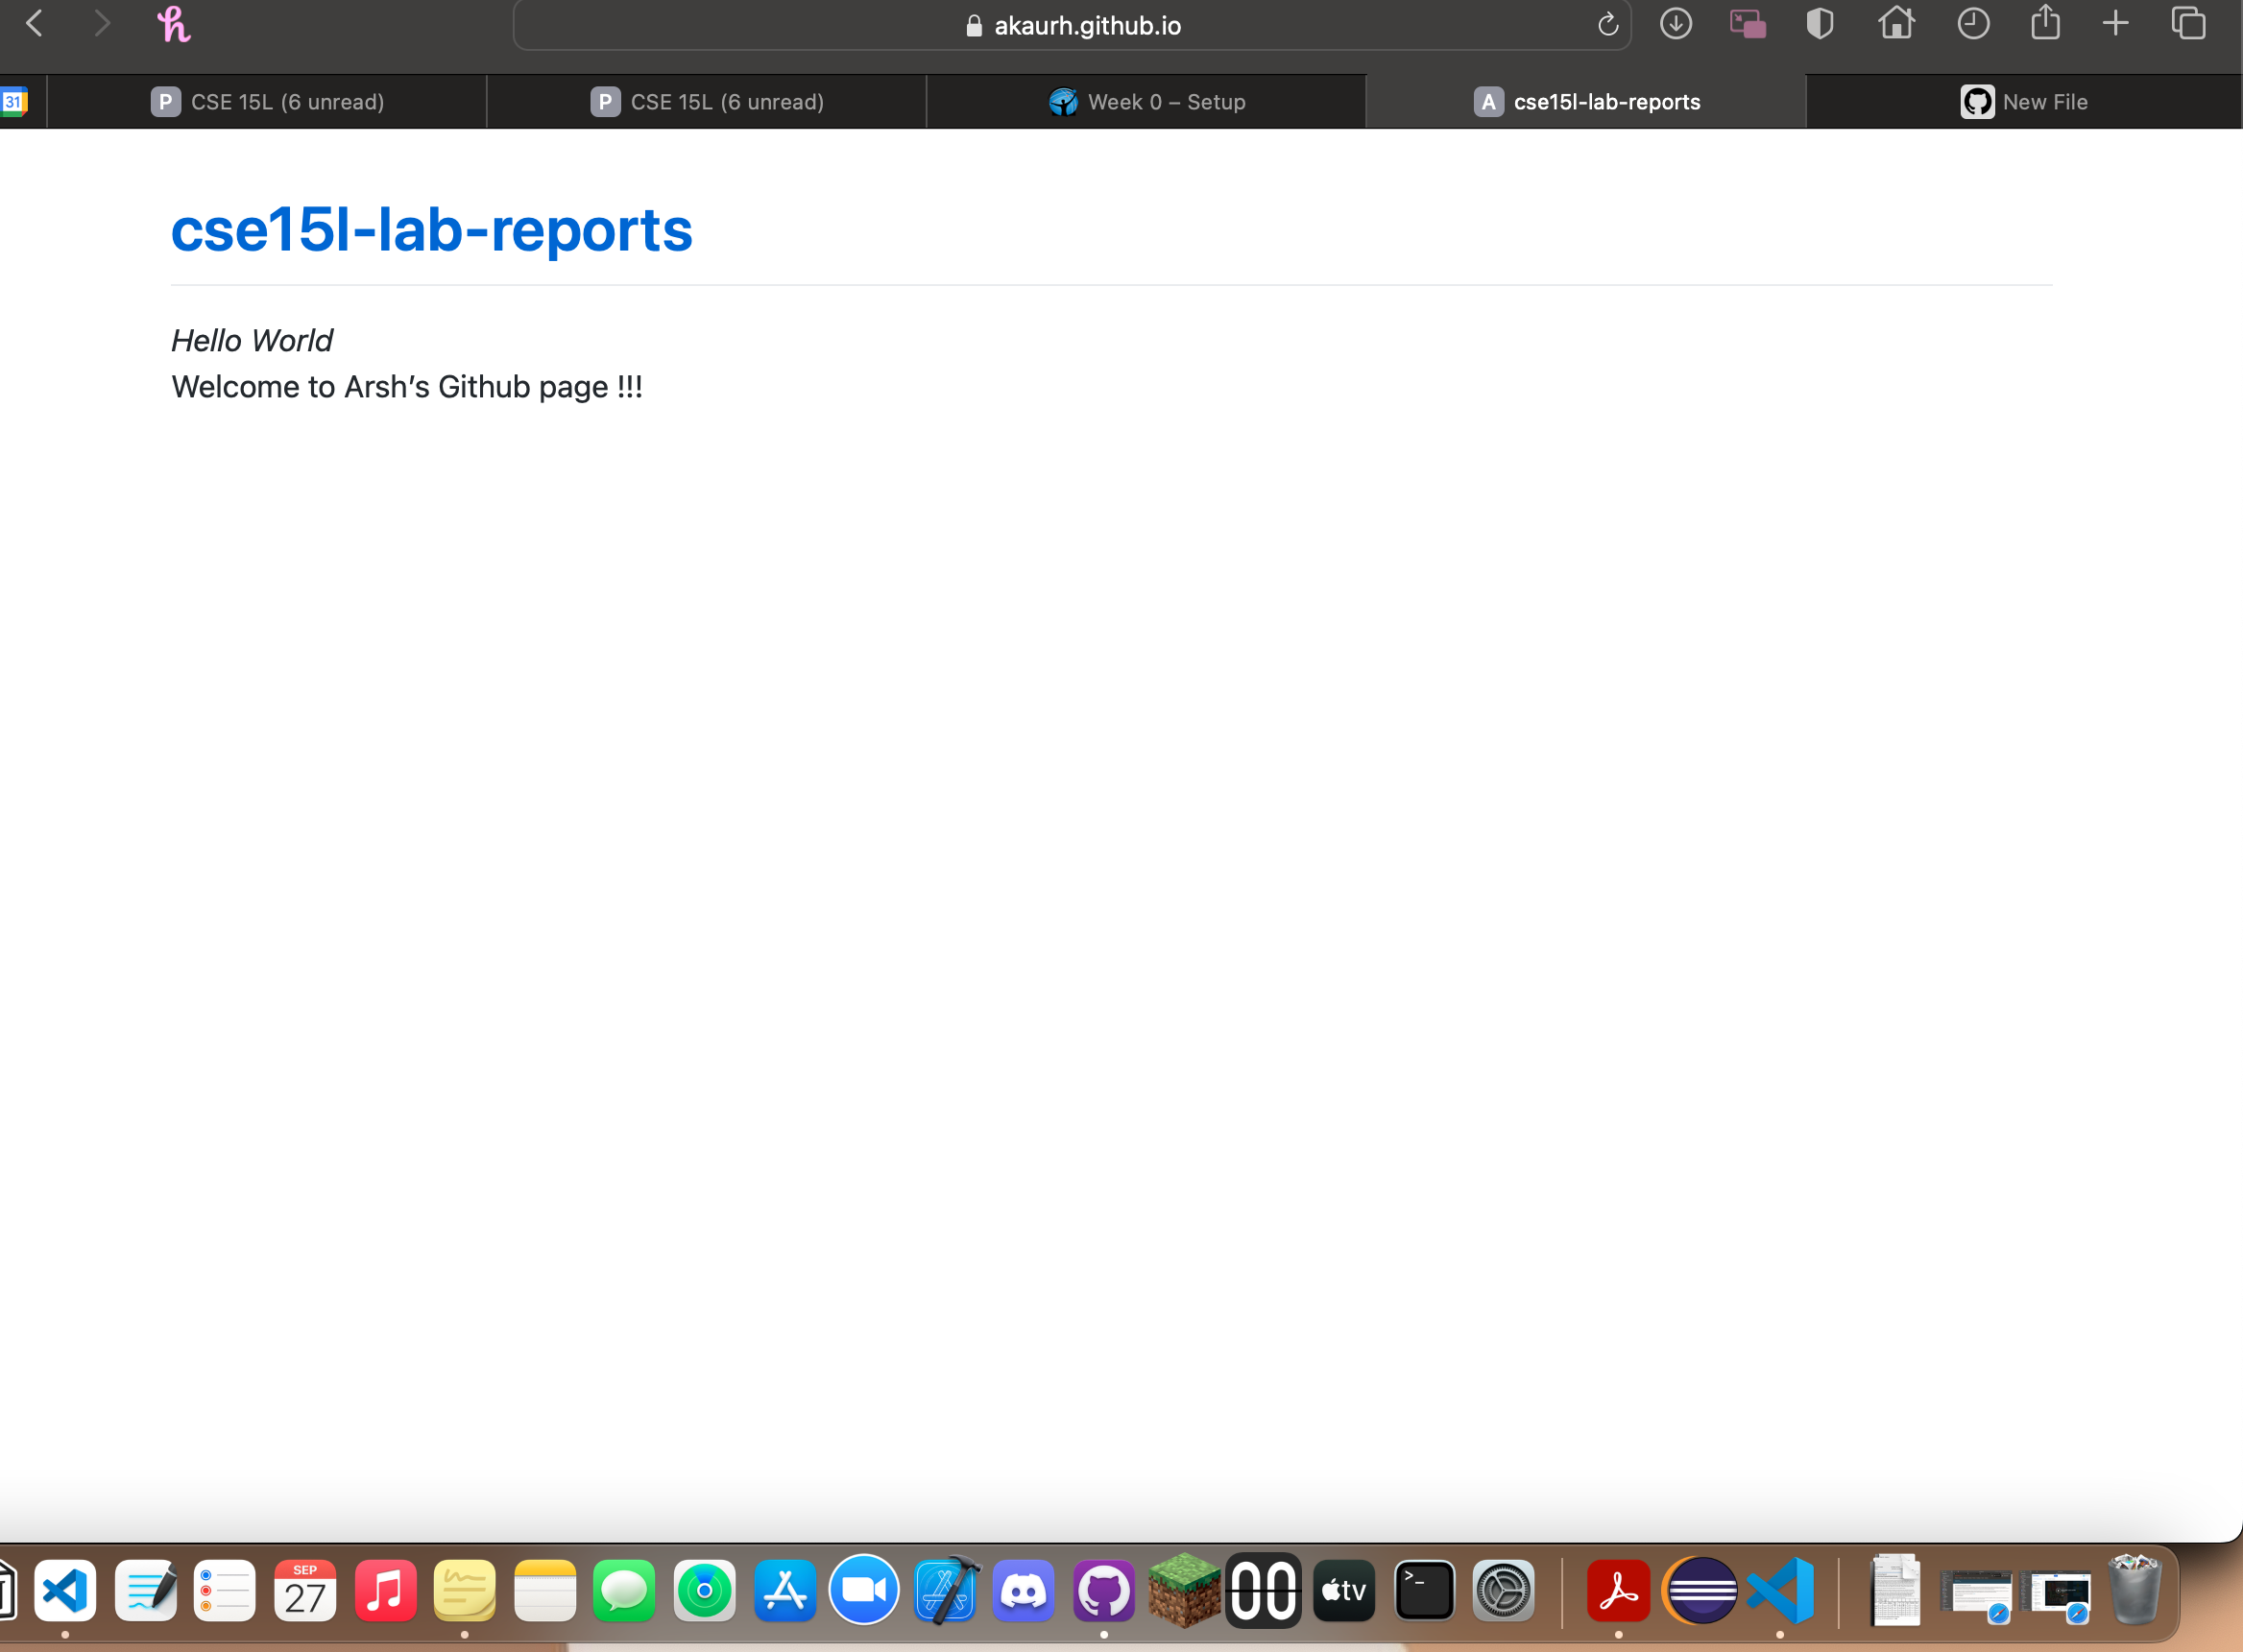 akaurh.github.io
31
P CSE 15L (6 unread)
P CSE 15L (6 unread)
Week 0 – Setup
A cse15l-lab-reports
New File
cse15l-lab-reports
Hello World
Welcome to Arsh’s Github page !!!
SEP
27
00
tv
>_